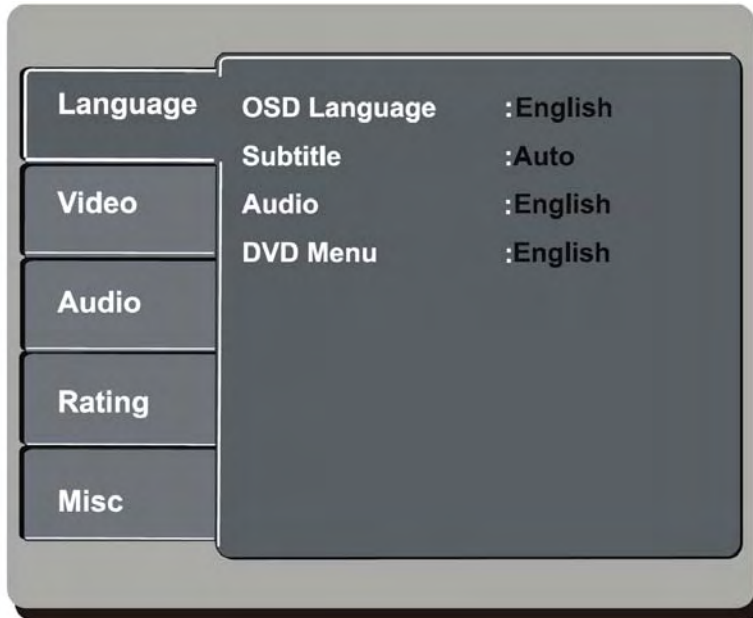 Language
Video
Audio
Rating
Misc
OSD Language :English
Subtitle :Auto
Audio :English
DVD Menu :English